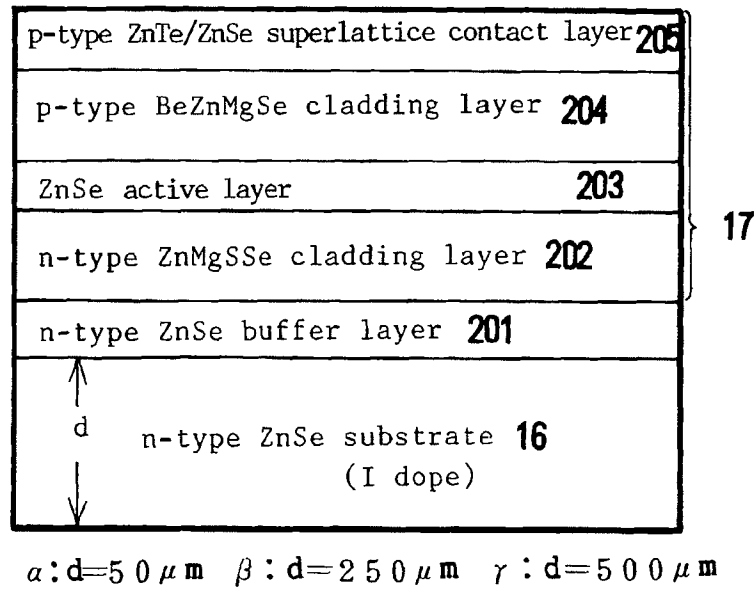 p-type ZnTe/ZnSe superlattice contact layer 205
p-type BeZnMgSe cladding layer 204
ZnSe active layer 203
17
n-type ZnMgSSe cladding layer 202
n-type ZnSe buffer layer 201
d
n-type ZnSe substrate 16
(I dope)
α:d=50μm β:d=250μm γ:d=500μm